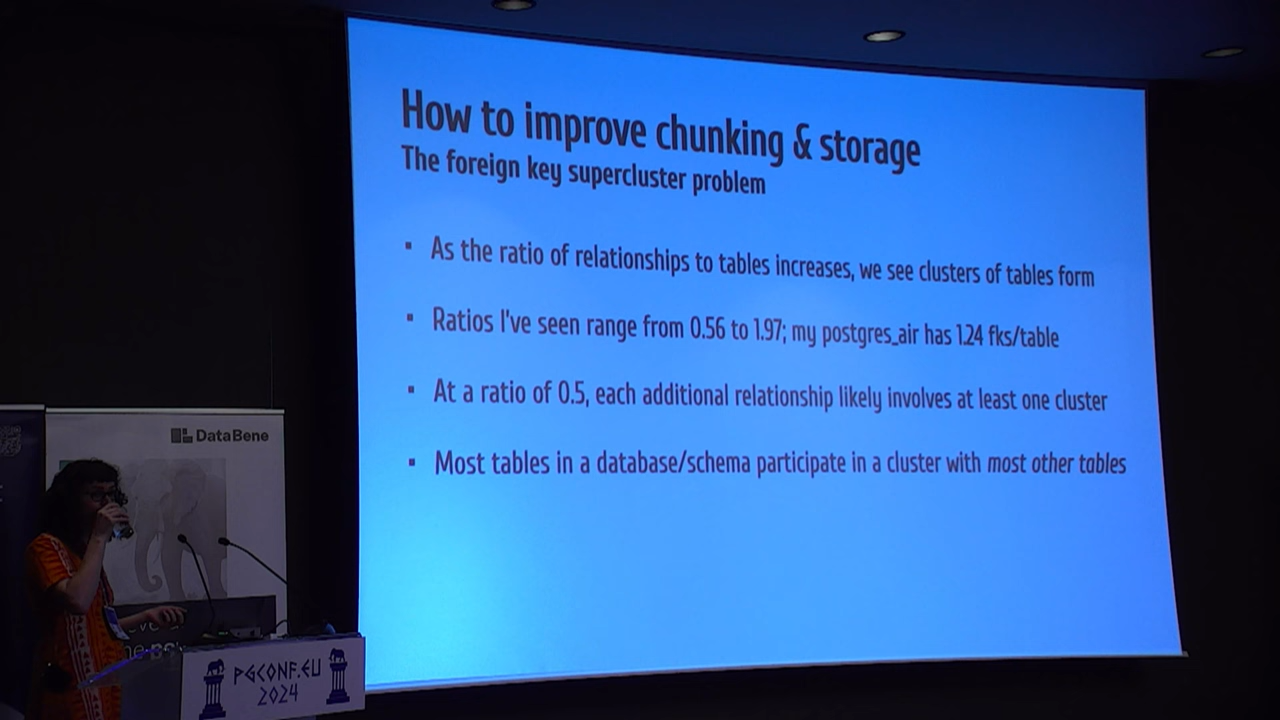 How to improve chunking & storage
The foreign key supercluster problem
▪ As the ratio of relationships to tables increases, we see clusters of tables form
▪ Ratios I've seen range from 0.56 to 1.97; my postgres_air has 1.24 fks/table
▪ At a ratio of 0.5, each additional relationship likely involves at least one cluster
▪ Most tables in a database/schema participate in a cluster with most other tables
DataBene
PGCONF.EU
2024